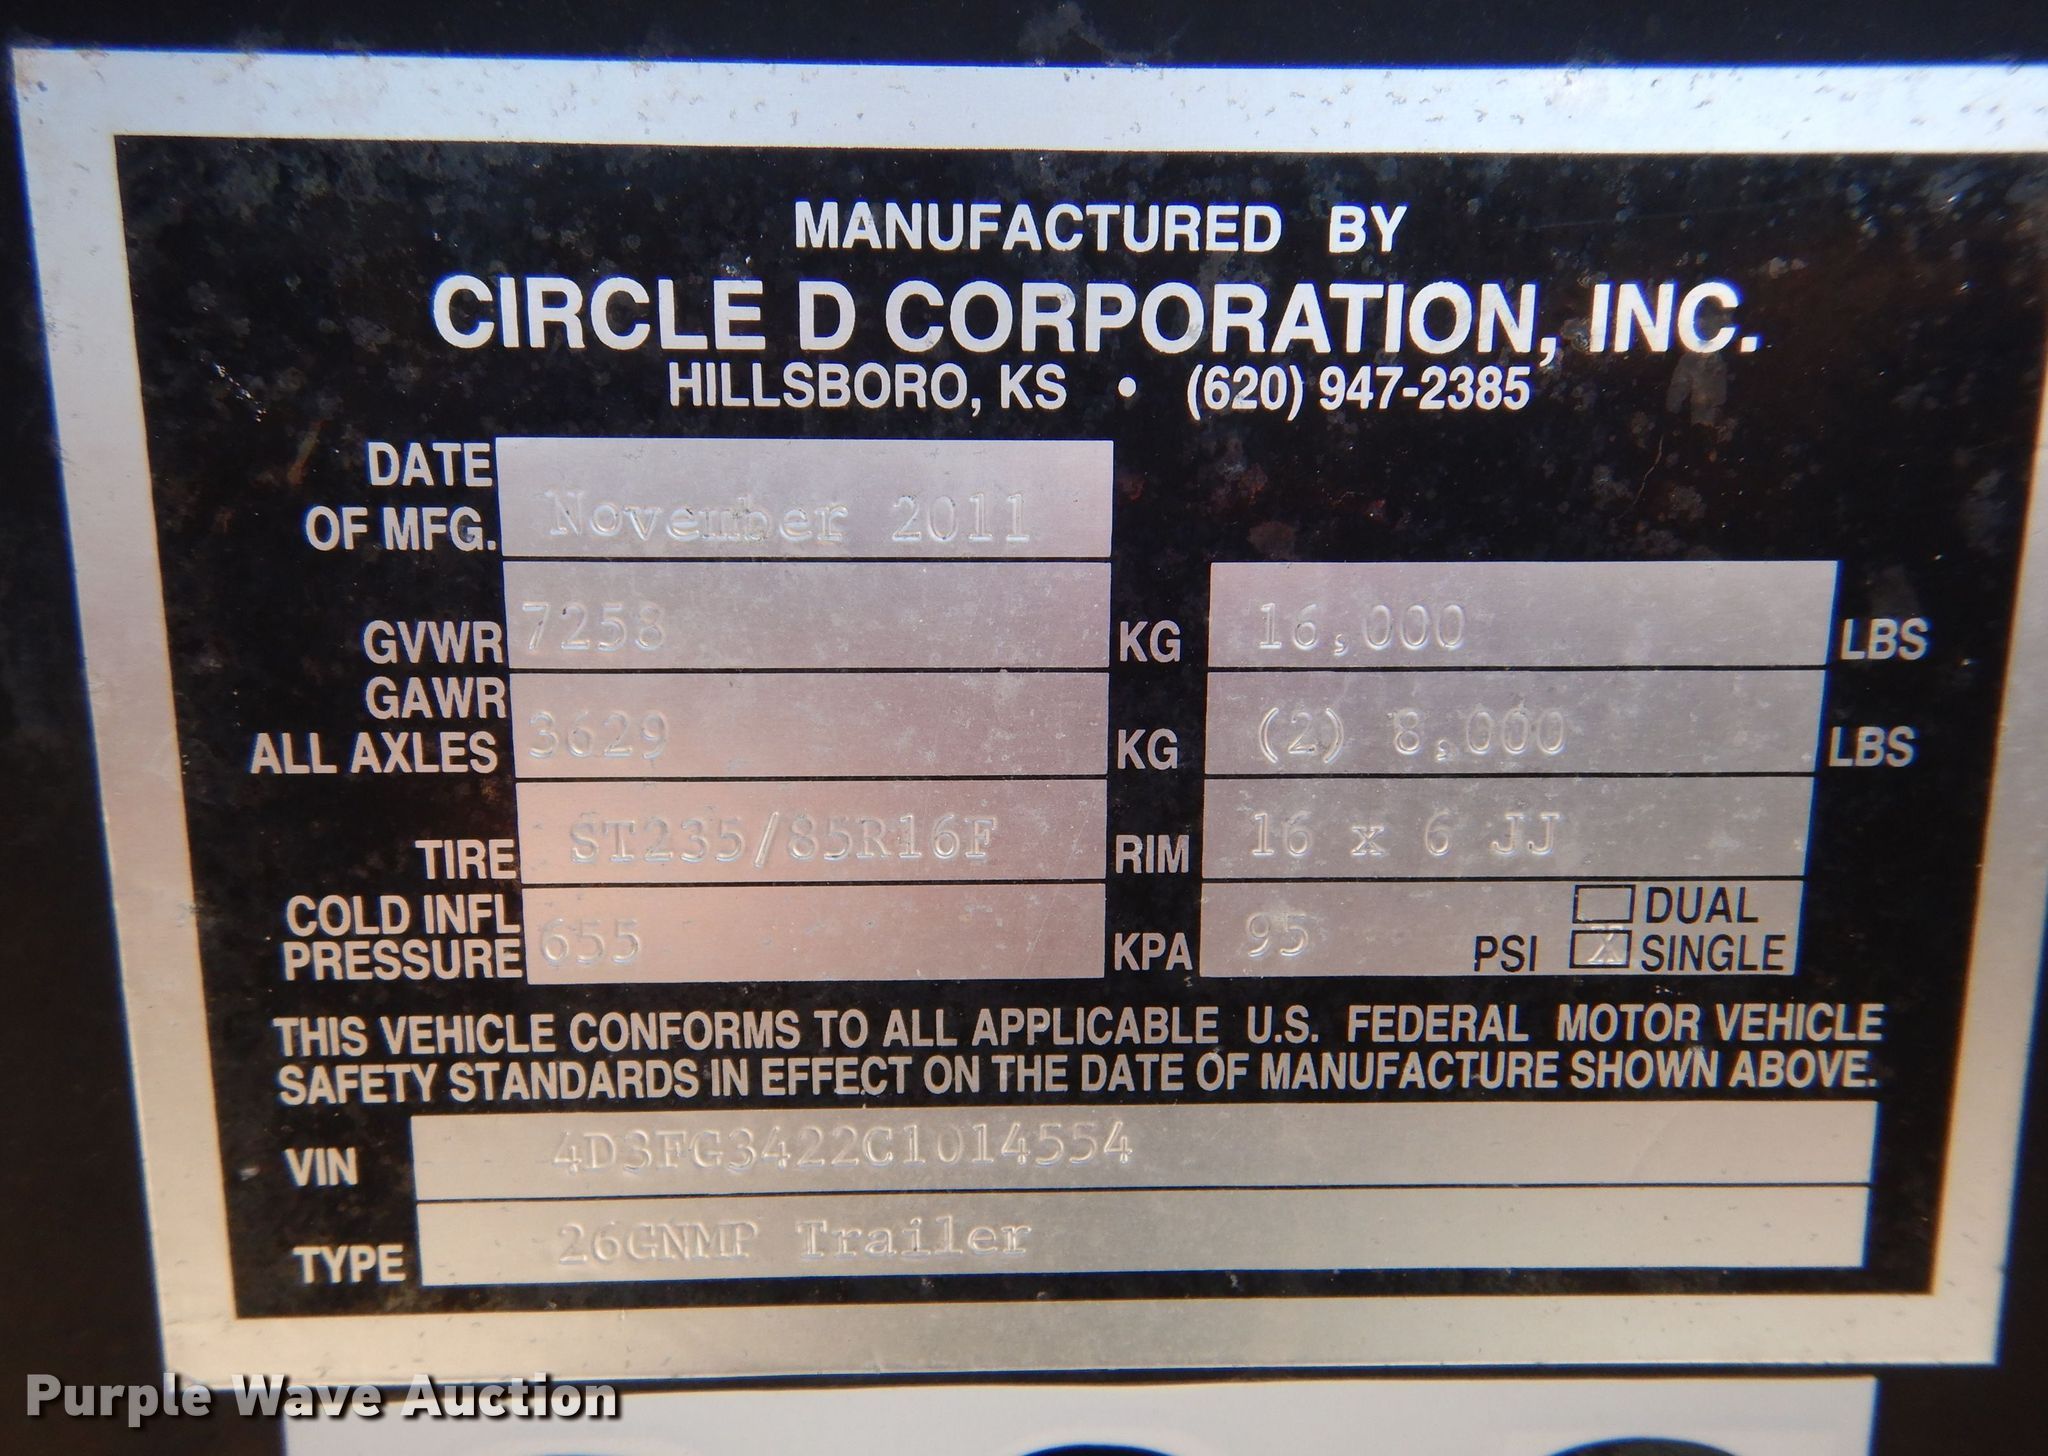 MANUFACTURED BY
CIRCLE D CORPORATION, INC.
HILLSBORO, KS • (620) 947-2385
DATE OF MFG. November 2011
GVWR 7258 KG 16,000 LBS
GAWR ALL AXLES 3629 KG (2) 8,000 LBS
TIRE ST235/85R16F RIM 16 x 6 JJ
COLD INFL PRESSURE 655 KPA 95 PSI DUAL X SINGLE
THIS VEHICLE CONFORMS TO ALL APPLICABLE U.S. FEDERAL MOTOR VEHICLE
SAFETY STANDARDS IN EFFECT ON THE DATE OF MANUFACTURE SHOWN ABOVE.
VIN 4D3FG3422C1014554
TYPE 26GNMP Trailer
Purple Wave Auction